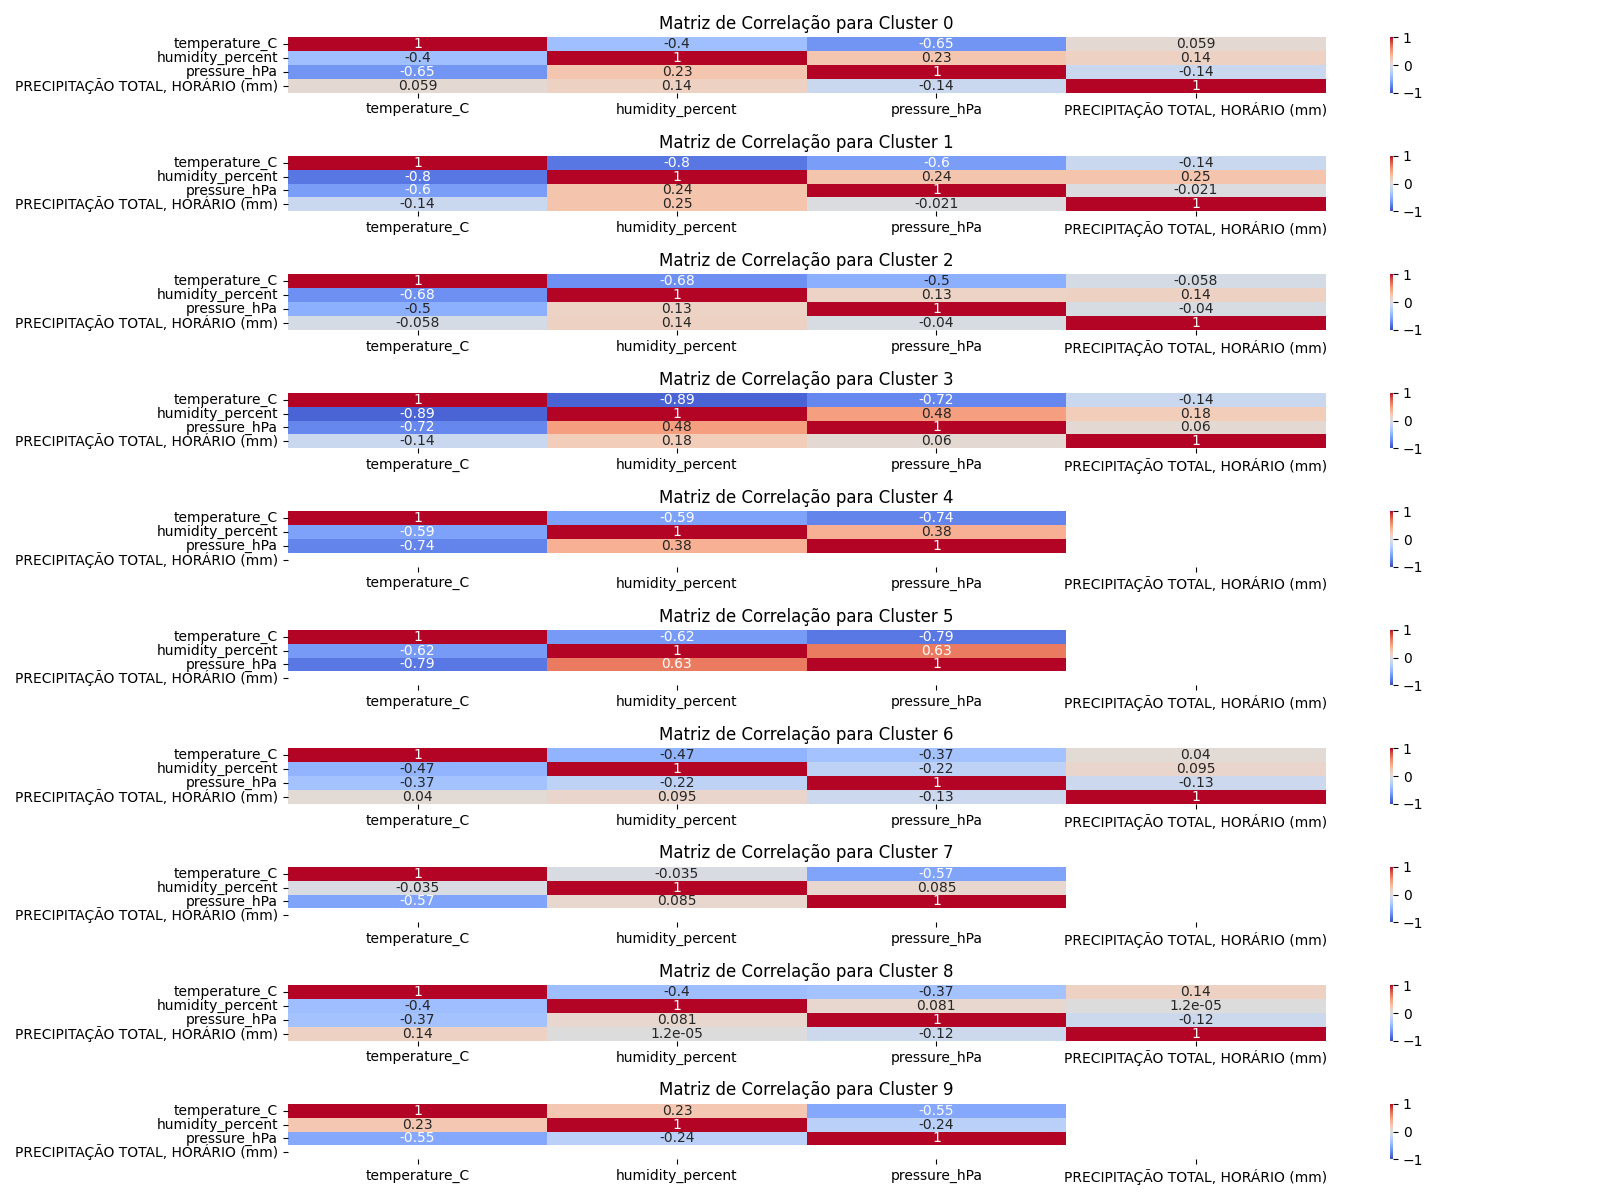 Matriz de Correlação para Cluster 0
temperature_C 1 -0.4 -0.65 0.059 1
humidity_percent -0.4 1 0.23 0.14 0
pressure_hPa -0.65 0.23 1 -0.14
PRECIPITAÇÃO TOTAL, HORÁRIO (mm) 0.059 0.14 -0.14 1 −1
temperature_C humidity_percent pressure_hPa PRECIPITAÇÃO TOTAL, HORÁRIO (mm)
Matriz de Correlação para Cluster 1
temperature_C 1 -0.8 -0.6 -0.14 1
humidity_percent -0.8 1 0.24 0.25 0
pressure_hPa -0.6 0.24 1 -0.021
PRECIPITAÇÃO TOTAL, HORÁRIO (mm) -0.14 0.25 -0.021 1 −1
temperature_C humidity_percent pressure_hPa PRECIPITAÇÃO TOTAL, HORÁRIO (mm)
Matriz de Correlação para Cluster 2
temperature_C 1 -0.68 -0.5 -0.058 1
humidity_percent -0.68 1 0.13 0.14 0
pressure_hPa -0.5 0.13 1 -0.04
PRECIPITAÇÃO TOTAL, HORÁRIO (mm) -0.058 0.14 -0.04 1 −1
temperature_C humidity_percent pressure_hPa PRECIPITAÇÃO TOTAL, HORÁRIO (mm)
Matriz de Correlação para Cluster 3
temperature_C 1 -0.89 -0.72 -0.14 1
humidity_percent -0.89 1 0.48 0.18 0
pressure_hPa -0.72 0.48 1 0.06
PRECIPITAÇÃO TOTAL, HORÁRIO (mm) -0.14 0.18 0.06 1 −1
temperature_C humidity_percent pressure_hPa PRECIPITAÇÃO TOTAL, HORÁRIO (mm)
Matriz de Correlação para Cluster 4
temperature_C 1 -0.59 -0.74 1
humidity_percent -0.59 1 0.38 0
pressure_hPa -0.74 0.38 1
PRECIPITAÇÃO TOTAL, HORÁRIO (mm) −1
temperature_C humidity_percent pressure_hPa PRECIPITAÇÃO TOTAL, HORÁRIO (mm)
Matriz de Correlação para Cluster 5
temperature_C 1 -0.62 -0.79 1
humidity_percent -0.62 1 0.63 0
pressure_hPa -0.79 0.63 1
PRECIPITAÇÃO TOTAL, HORÁRIO (mm) −1
temperature_C humidity_percent pressure_hPa PRECIPITAÇÃO TOTAL, HORÁRIO (mm)
Matriz de Correlação para Cluster 6
temperature_C 1 -0.47 -0.37 0.04 1
humidity_percent -0.47 1 -0.22 0.095 0
pressure_hPa -0.37 -0.22 1 -0.13
PRECIPITAÇÃO TOTAL, HORÁRIO (mm) 0.04 0.095 -0.13 1 −1
temperature_C humidity_percent pressure_hPa PRECIPITAÇÃO TOTAL, HORÁRIO (mm)
Matriz de Correlação para Cluster 7
temperature_C 1 -0.035 -0.57 1
humidity_percent -0.035 1 0.085 0
pressure_hPa -0.57 0.085 1
PRECIPITAÇÃO TOTAL, HORÁRIO (mm) −1
temperature_C humidity_percent pressure_hPa PRECIPITAÇÃO TOTAL, HORÁRIO (mm)
Matriz de Correlação para Cluster 8
temperature_C 1 -0.4 -0.37 0.14 1
humidity_percent -0.4 1 0.081 1.2e-05 0
pressure_hPa -0.37 0.081 1 -0.12
PRECIPITAÇÃO TOTAL, HORÁRIO (mm) 0.14 1.2e-05 -0.12 1 −1
temperature_C humidity_percent pressure_hPa PRECIPITAÇÃO TOTAL, HORÁRIO (mm)
Matriz de Correlação para Cluster 9
temperature_C 1 0.23 -0.55 1
humidity_percent 0.23 1 -0.24 0
pressure_hPa -0.55 -0.24 1
PRECIPITAÇÃO TOTAL, HORÁRIO (mm) −1
temperature_C humidity_percent pressure_hPa PRECIPITAÇÃO TOTAL, HORÁRIO (mm)